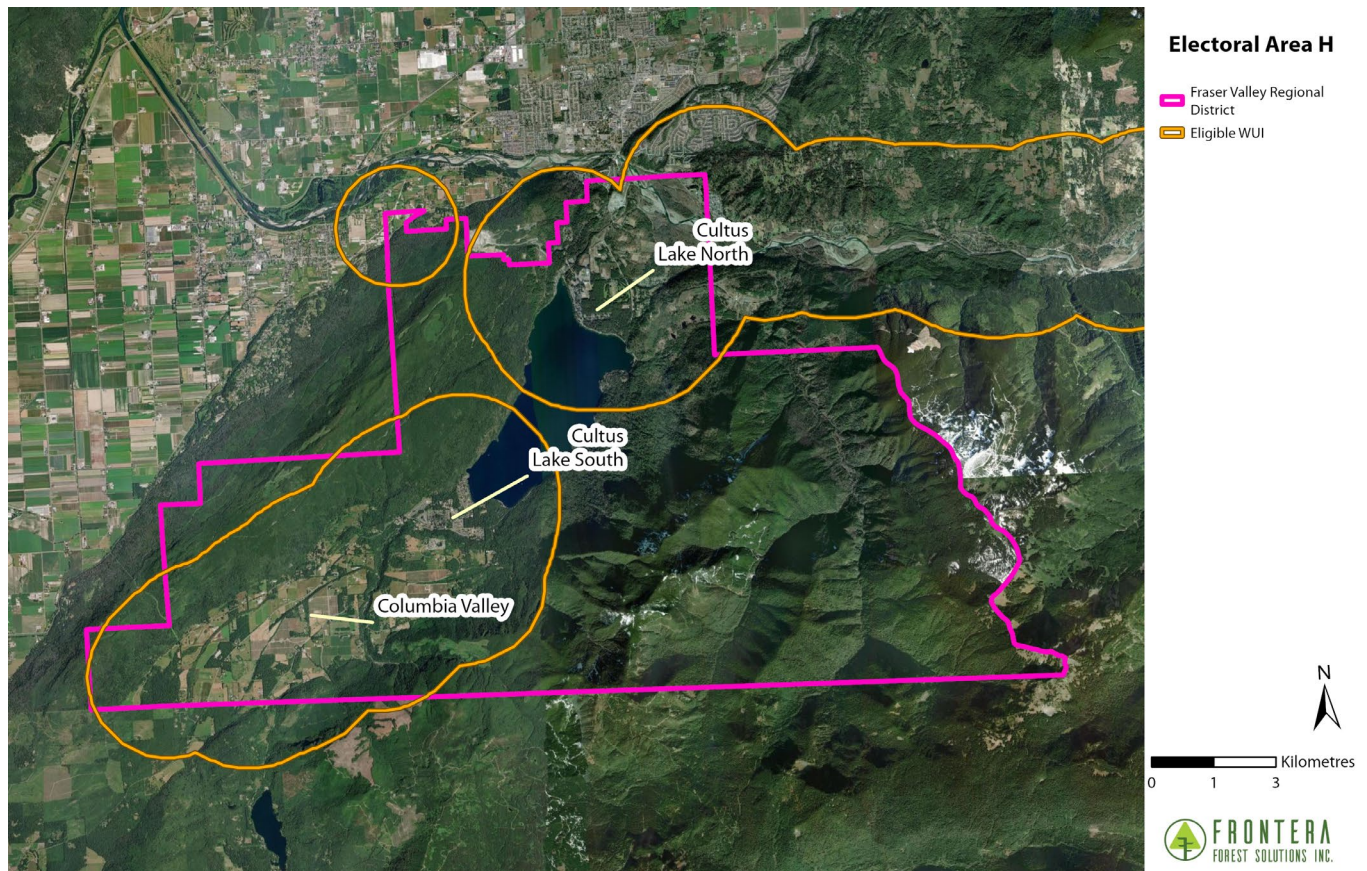 Electoral Area H
Fraser Valley Regional
District
Eligible WUI
Cultus
Lake North
Cultus
Lake South
Columbia Valley
N
Kilometres
0 1 3
FRONTERA
FOREST SOLUTIONS INC.